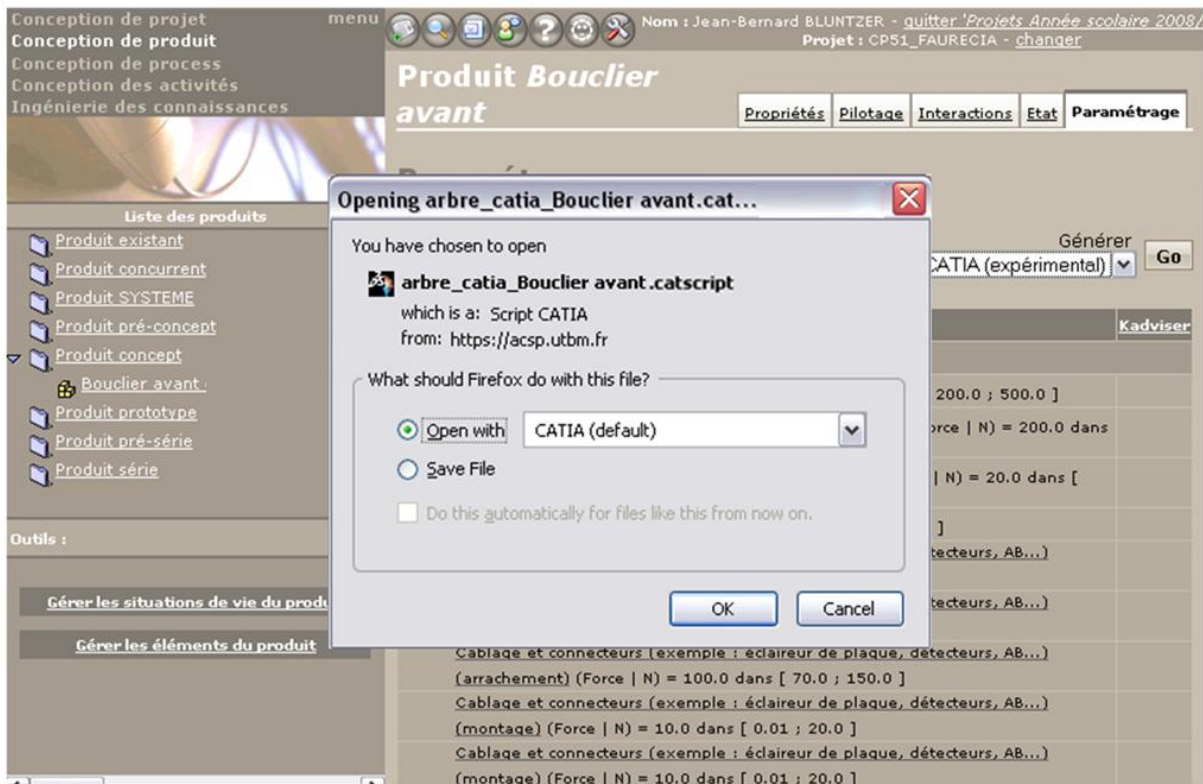 Conception de projet
menu
Conception de produit
Conception de process
Conception des activités
Ingénierie des connaissances
Nom : Jean-Bernard BLUNTZER - quitter 'Projets Année scolaire 2008/
Projet : CP51_FAURECIA - changer
Produit Bouclier
avant
Propriétés
Pilotage
Interactions
Etat
Paramétrage
Liste des produits
Produit existant
Produit concurrent
Produit SYSTEME
Produit pré-concept
Produit concept
Bouclier avant
Produit prototype
Produit pré-série
Produit série
Outils :
Gérer les situations de vie du produ
Gérer les éléments du produit
Opening arbre_catia_Bouclier avant.cat...
You have chosen to open
arbre_catia_Bouclier avant.catscript
which is a: Script CATIA
from: https://acsp.utbm.fr
What should Firefox do with this file?
Open with
CATIA (default)
Save File
Do this automatically for files like this from now on.
OK
Cancel
Générer
CATIA (expérimental)
Go
Kadviser
200.0 ; 500.0 ]
orce | N) = 200.0 dans
| N) = 20.0 dans [
]
tecteurs, AB...)
tecteurs, AB...)
Cablage et connecteurs (exemple : éclaireur de plaque, détecteurs, AB...)
(arrachement) (Force | N) = 100.0 dans [ 70.0 ; 150.0 ]
Cablage et connecteurs (exemple : éclaireur de plaque, détecteurs, AB...)
(montage) (Force | N) = 10.0 dans [ 0.01 ; 20.0 ]
Cablage et connecteurs (exemple : éclaireur de plaque, détecteurs, AB...)
(montage) (Force | N) = 10.0 dans [ 0.01 ; 20.0 ]